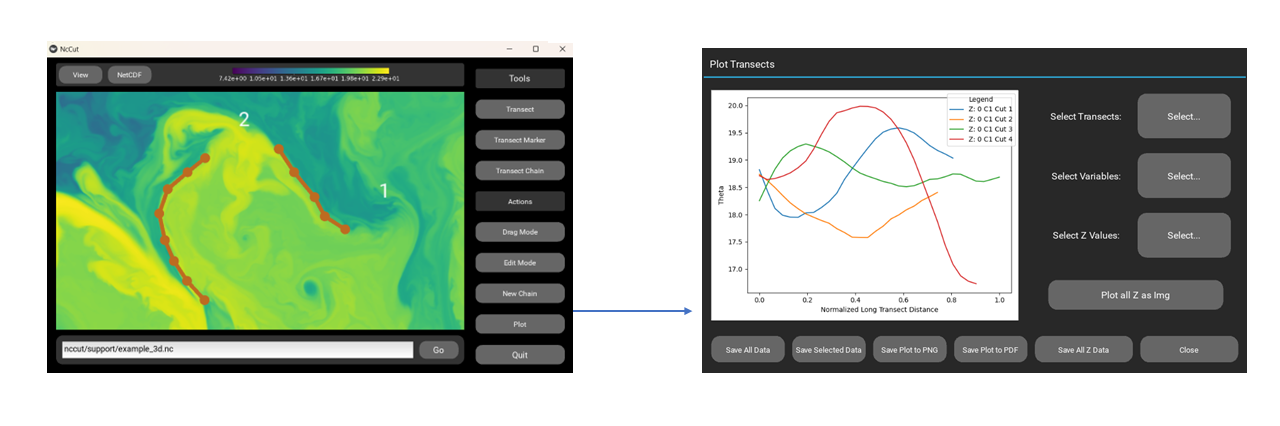 NcCut
View
NetCDF
7.42e+00 1.05e+01 1.36e+01 1.67e+01 1.98e+01 2.29e+01
2
1
nccut/support/example_3d.nc
Go
Tools
Transect
Transect Marker
Transect Chain
Actions
Drag Mode
Edit Mode
New Chain
Plot
Quit
Plot Transects
Legend
Z: 0 C1 Cut 1
Z: 0 C1 Cut 2
Z: 0 C1 Cut 3
Z: 0 C1 Cut 4
20.0
19.5
19.0
18.5
18.0
17.5
17.0
Theta
0.0 0.2 0.4 0.6 0.8 1.0
Normalized Long Transect Distance
Select Transects:
Select...
Select Variables:
Select...
Select Z Values:
Select...
Plot all Z as Img
Save All Data
Save Selected Data
Save Plot to PNG
Save Plot to PDF
Save All Z Data
Close